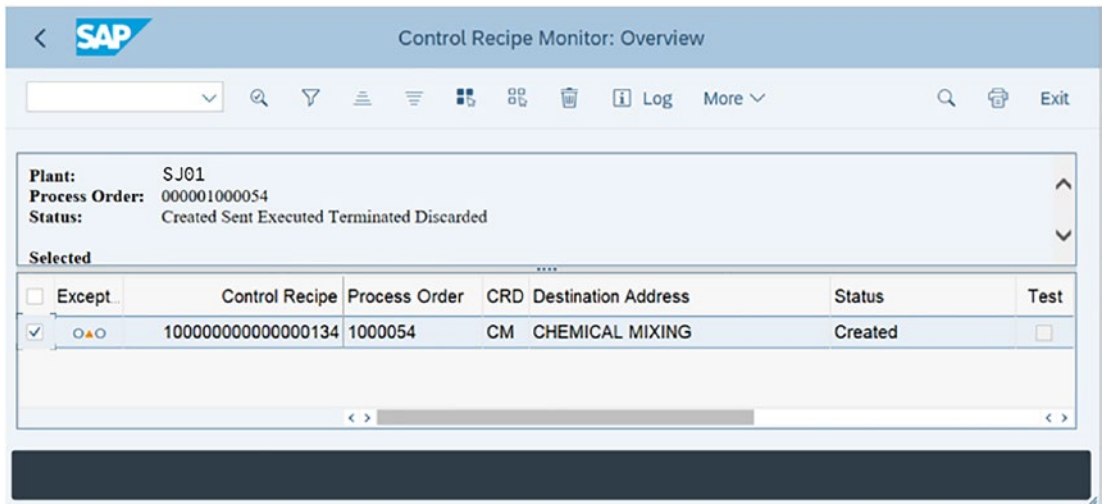 SAP
Control Recipe Monitor: Overview
Log More Exit
Plant: SJ01
Process Order: 000001000054
Status: Created Sent Executed Terminated Discarded
Selected
Except... Control Recipe Process Order CRD Destination Address Status Test
100000000000000134 1000054 CM CHEMICAL MIXING Created